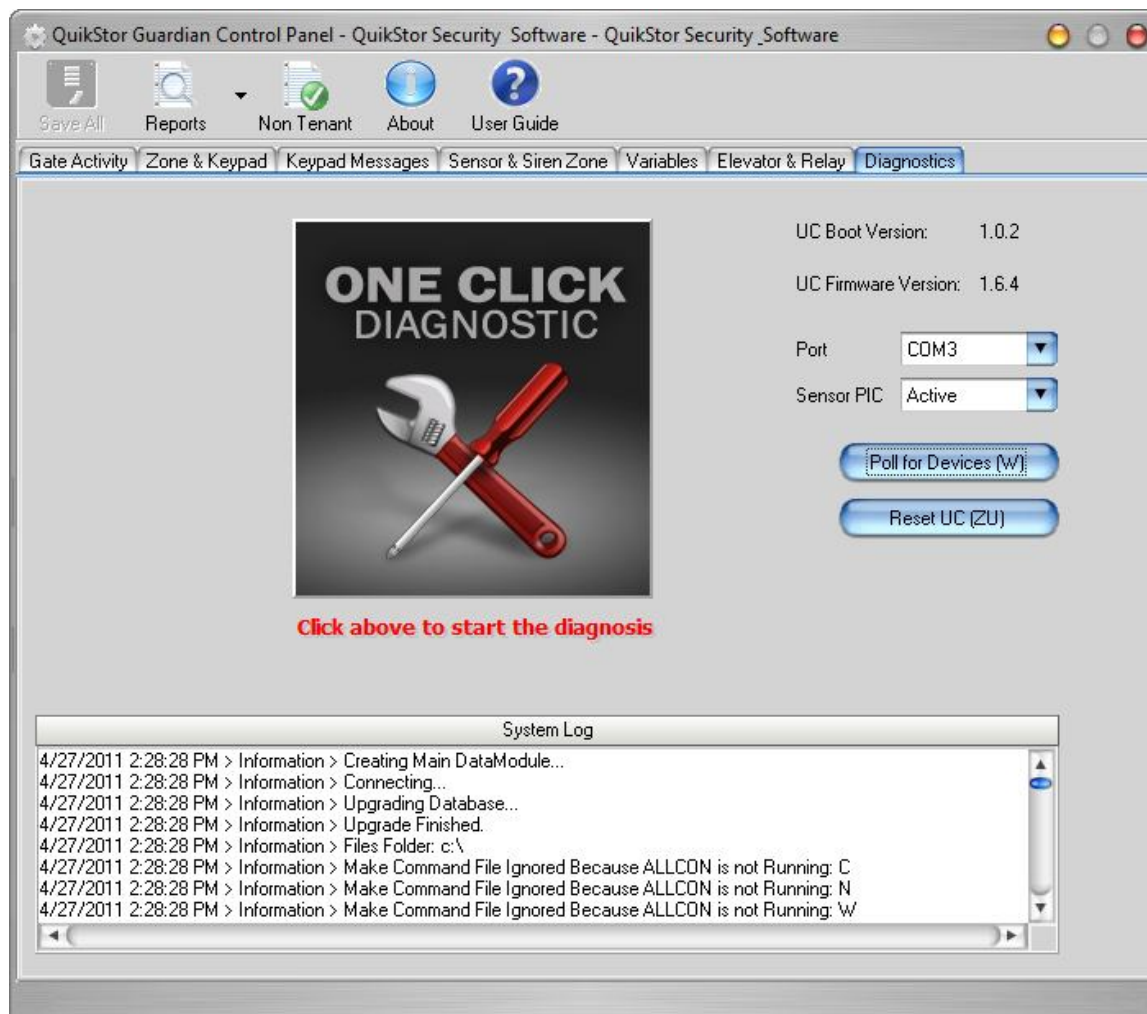 QuikStor Guardian Control Panel - QuikStor Security Software - QuikStor Security_Software
Save All Reports Non Tenant About User Guide
Gate Activity Zone & Keypad Keypad Messages Sensor & Siren Zone Variables Elevator & Relay Diagnostics
ONE CLICK
DIAGNOSTIC
Click above to start the diagnosis
UC Boot Version: 1.0.2
UC Firmware Version: 1.6.4
Port COM3
Sensor PIC Active
Poll for Devices (W)
Reset UC (ZU)
System Log
4/27/2011 2:28:28 PM > Information > Creating Main DataModule...
4/27/2011 2:28:28 PM > Information > Connecting...
4/27/2011 2:28:28 PM > Information > Upgrading Database...
4/27/2011 2:28:28 PM > Information > Upgrade Finished.
4/27/2011 2:28:28 PM > Information > Files Folder: c:\
4/27/2011 2:28:28 PM > Information > Make Command File Ignored Because ALLCON is not Running: C
4/27/2011 2:28:28 PM > Information > Make Command File Ignored Because ALLCON is not Running: N
4/27/2011 2:28:28 PM > Information > Make Command File Ignored Because ALLCON is not Running: W